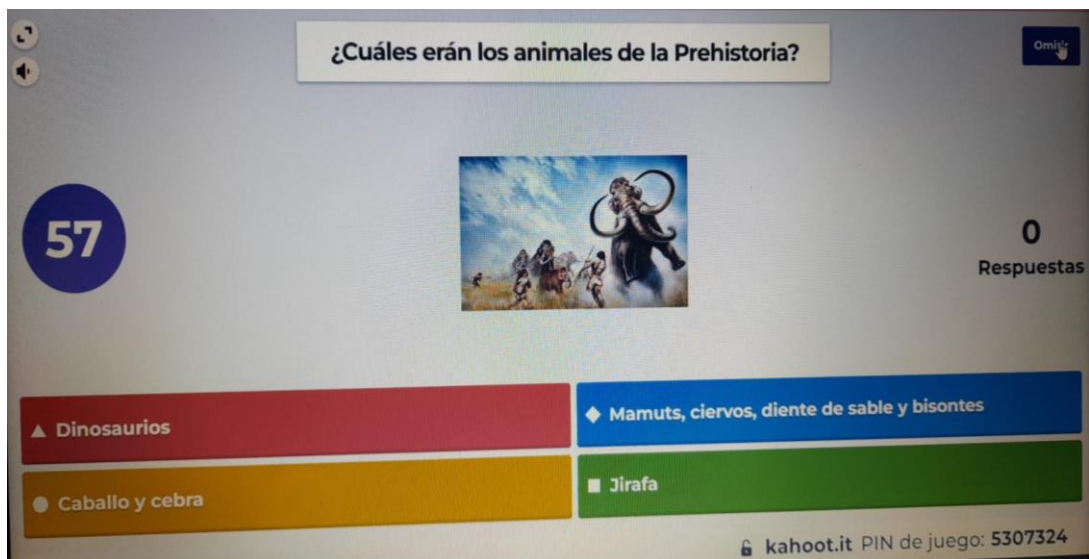 ¿Cuáles erán los animales de la Prehistoria?
57
0
Respuestas
▲ Dinosaurios
◆ Mamuts, ciervos, diente de sable y bisontes
● Caballo y cebra
■ Jirafa
kahoot.it PIN de juego: 5307324